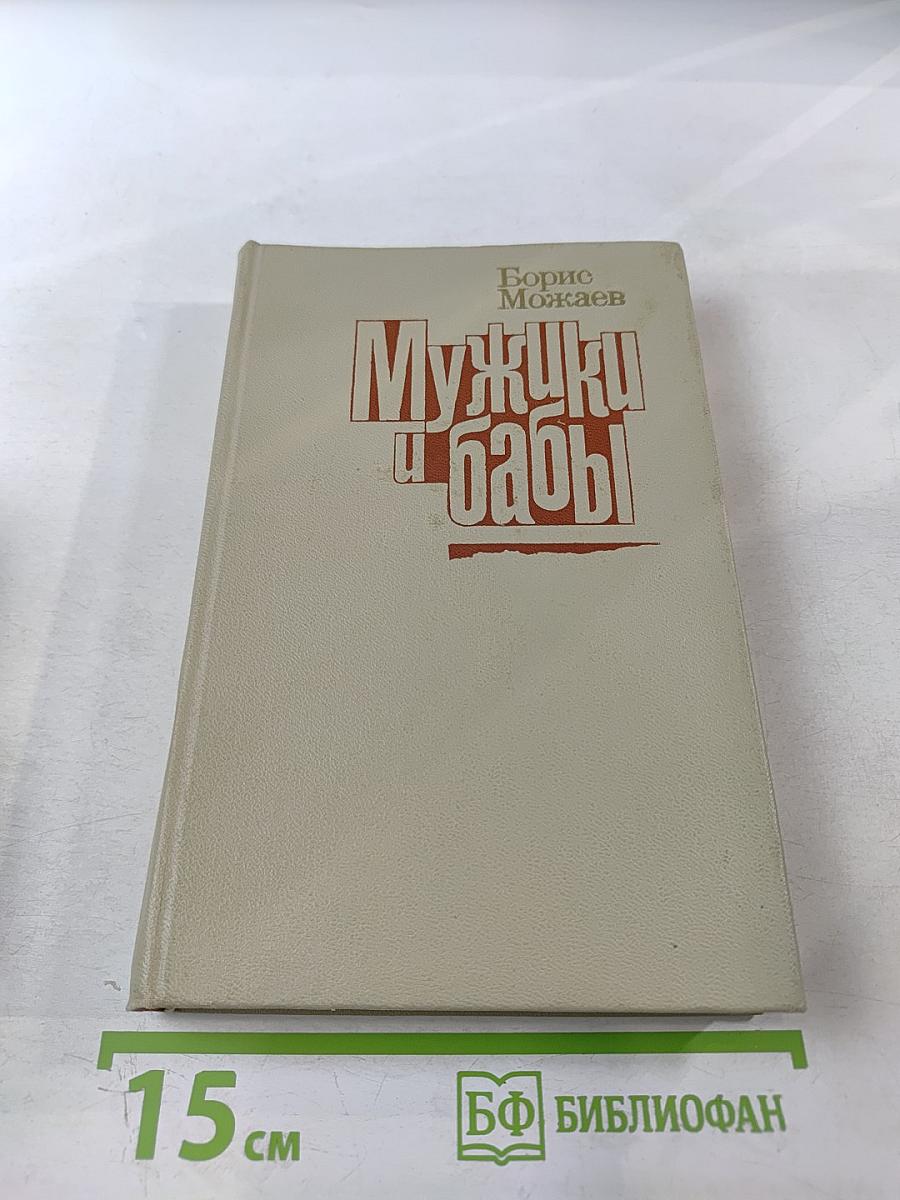 Борис
Можаев
Мужики
и бабы
15 см
БФ БИБЛИОФАН